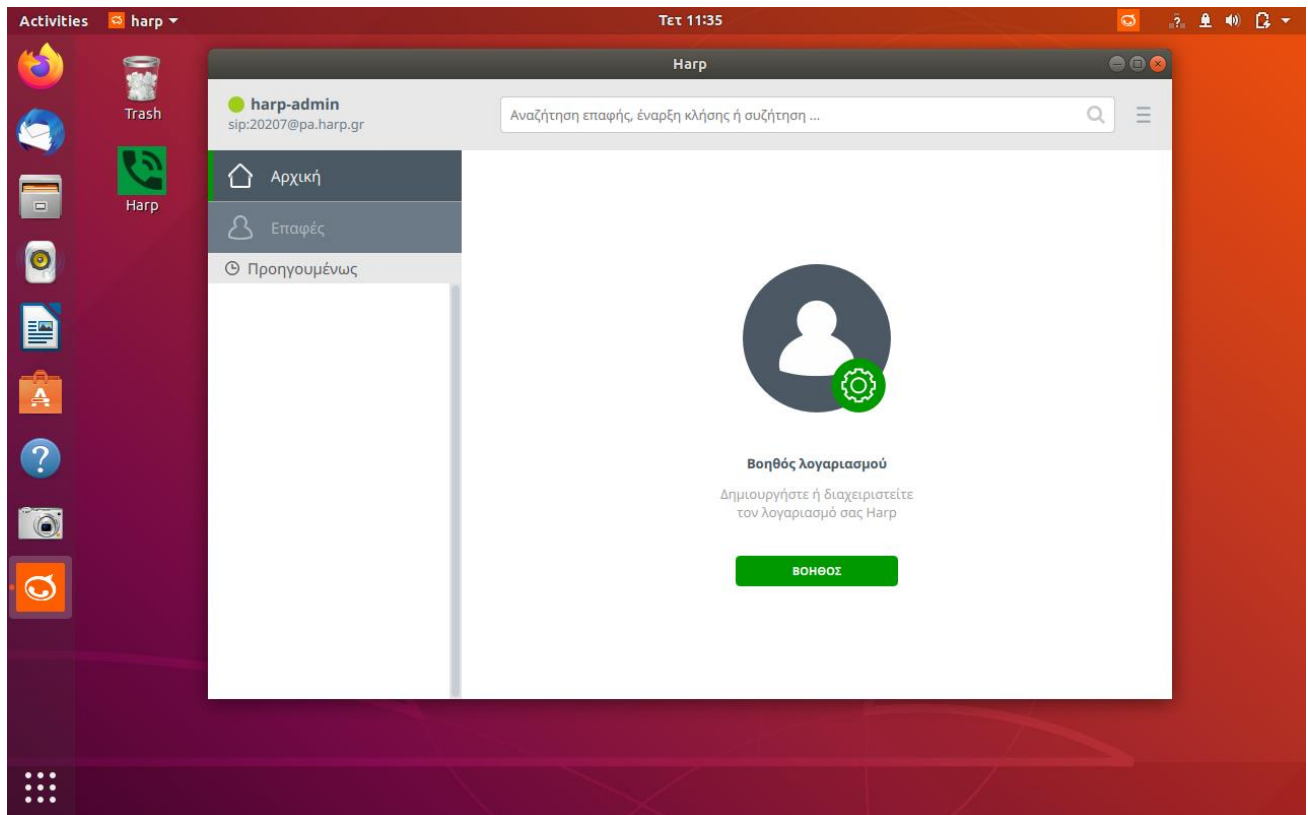 Activities harp Τετ 11:35
Trash
Harp
Harp
harp-admin
sip:20207@pa.harp.gr
Αναζήτηση επαφής, έναρξη κλήσης ή συζήτηση ...
Αρχική
Επαφές
Προηγουμένως
Βοηθός λογαριασμού
Δημιουργήστε ή διαχειριστείτε
τον λογαριασμό σας Harp
ΒΟΗΘΟΣ